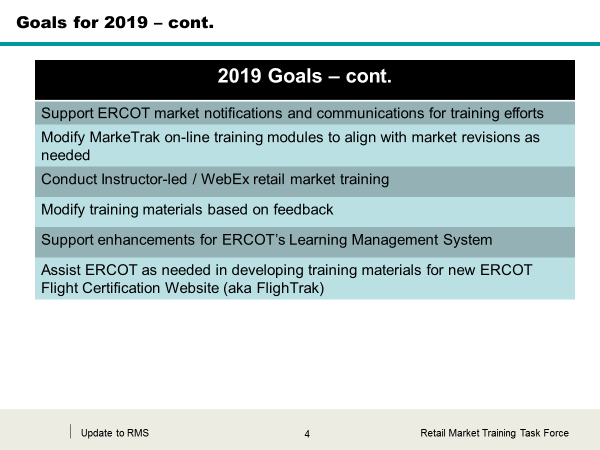 Goals for 2019 – cont.
2019 Goals – cont.
Support ERCOT market notifications and communications for training efforts
Modify MarkeTrak on-line training modules to align with market revisions as
needed
Conduct Instructor-led / WebEx retail market training
Modify training materials based on feedback
Support enhancements for ERCOT’s Learning Management System
Assist ERCOT as needed in developing training materials for new ERCOT
Flight Certification Website (aka FlighTrak)
Update to RMS
4
Retail Market Training Task Force